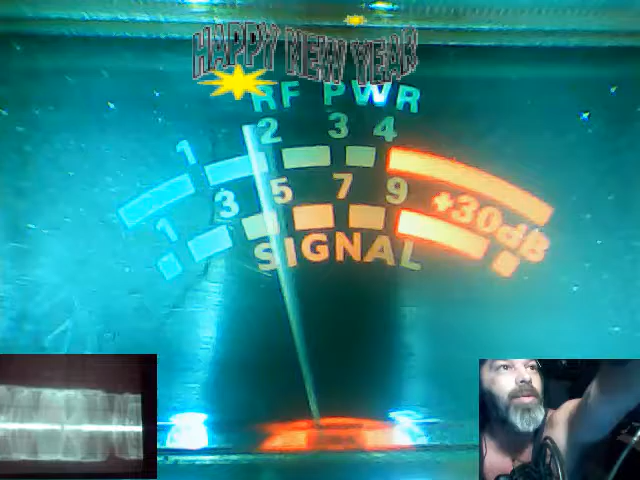 HAPPY NEW YEAR
RF PWR
1 2 3 4
1 3 5 7 9 +30dB
SIGNAL